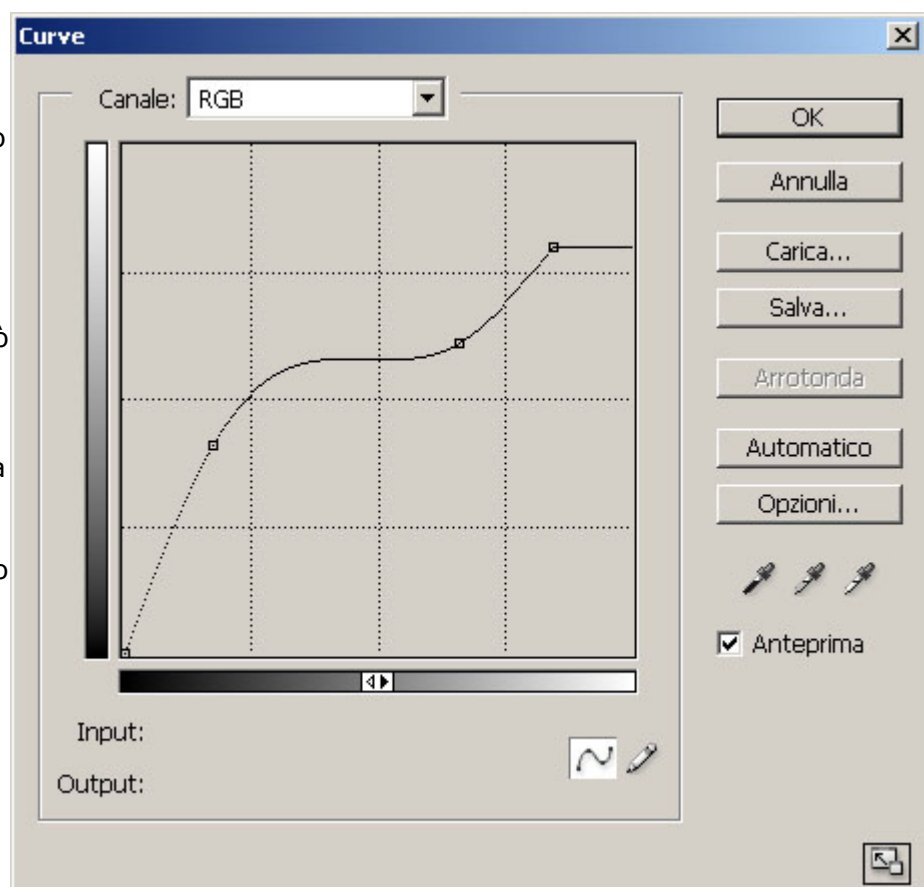 Curve
Canale: RGB
OK
Annulla
Carica...
Salva...
Arrotonda
Automatico
Opzioni...
Anteprima
Input:
Output: